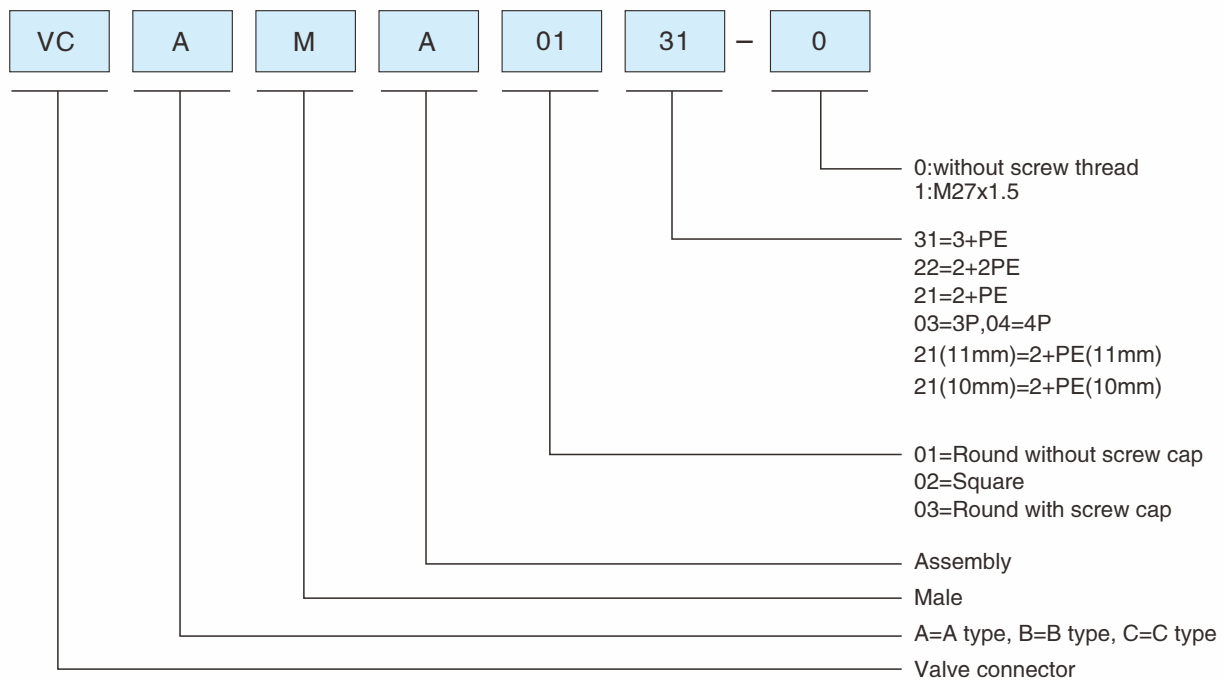 VC A M A 01 31 – 0
0:without screw thread
1:M27x1.5
31=3+PE
22=2+2PE
21=2+PE
03=3P,04=4P
21(11mm)=2+PE(11mm)
21(10mm)=2+PE(10mm)
01=Round without screw cap
02=Square
03=Round with screw cap
Assembly
Male
A=A type, B=B type, C=C type
Valve connector